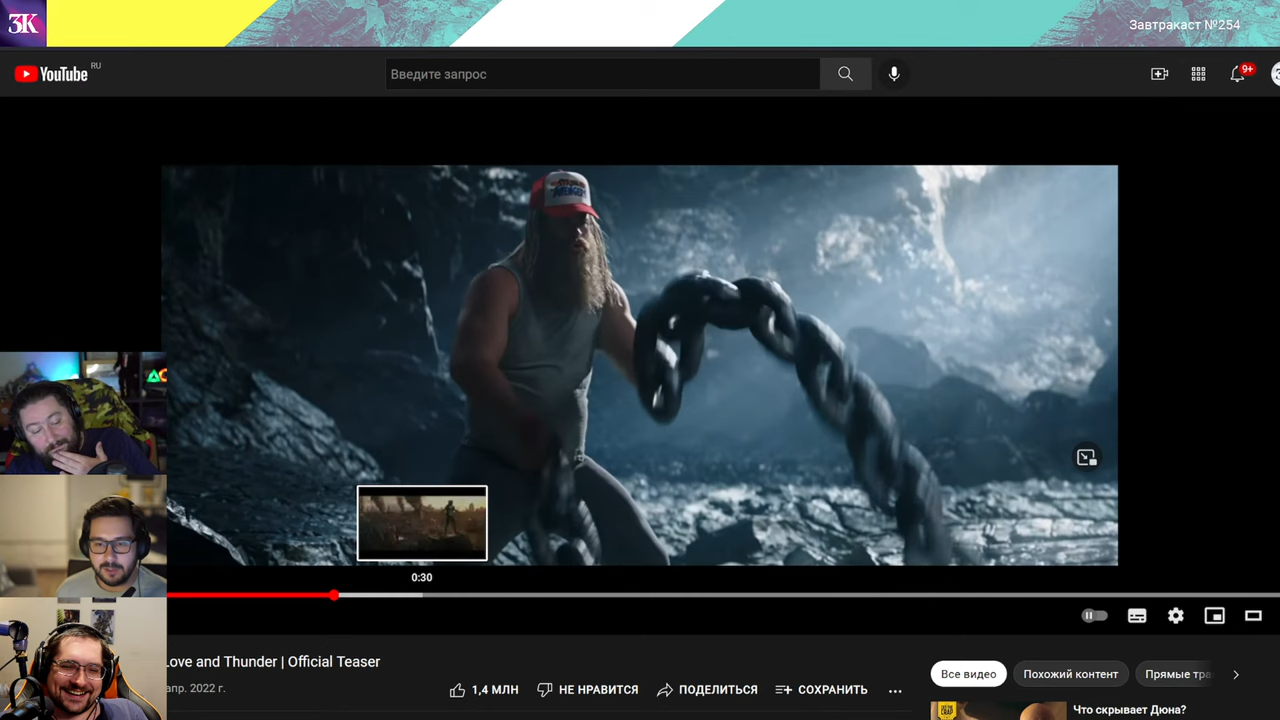 3K
Завтракаст №254
YouTube
RU
Введите запрос
9+
0:30
Love and Thunder | Official Teaser
апр. 2022 г.
1,4 МЛН
НЕ НРАВИТСЯ
ПОДЕЛИТЬСЯ
СОХРАНИТЬ
Все видео
Похожий контент
Прямые тра
Что скрывает Дюна?